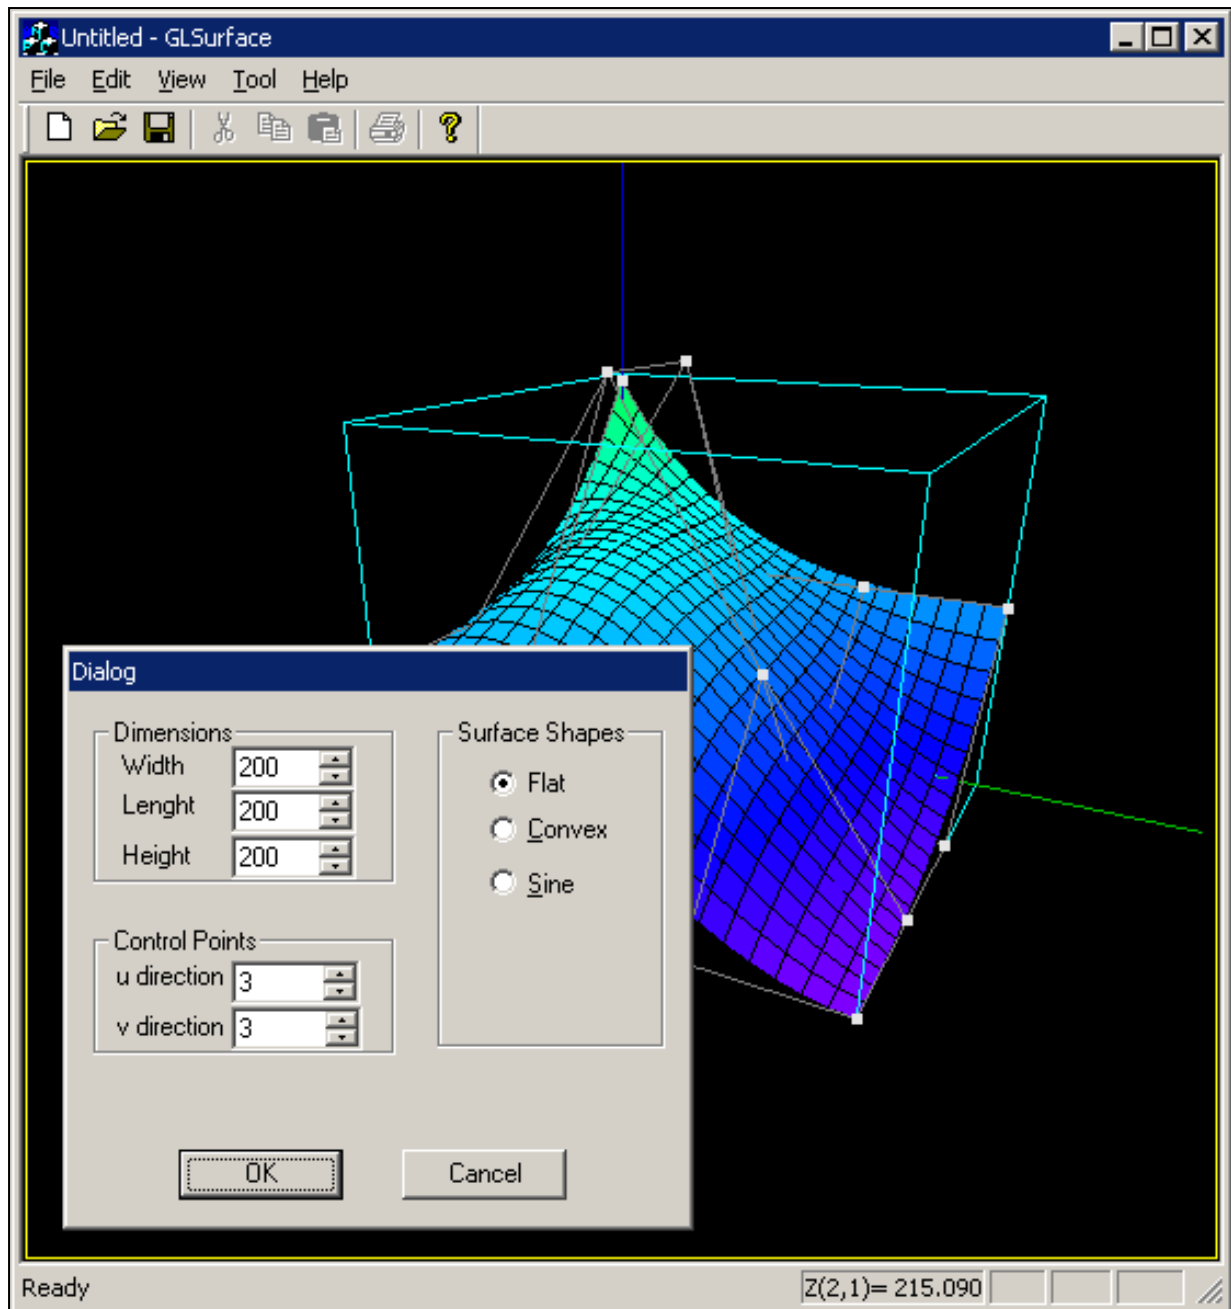 Untitled - GLSurface
File Edit View Tool Help
Dialog
Dimensions
Width 200
Lenght 200
Height 200
Control Points
u direction 3
v direction 3
Surface Shapes
Flat
Convex
Sine
OK Cancel
Ready Z(2,1)= 215.090